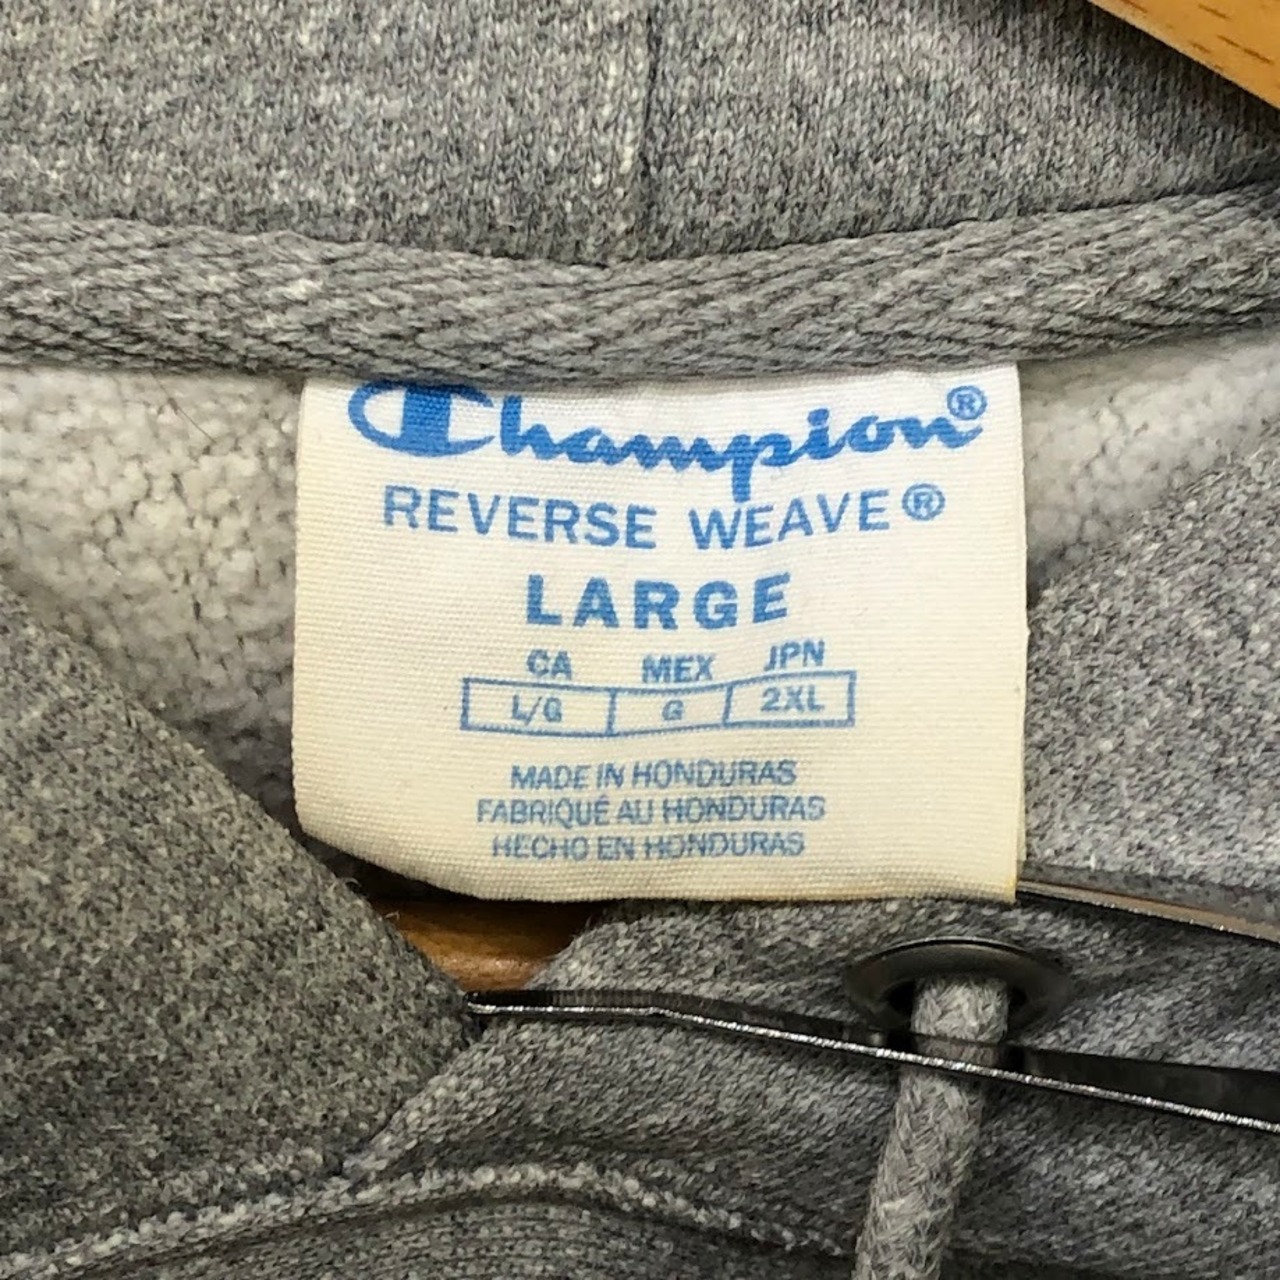 Champion®
REVERSE WEAVE®
LARGE
CA MEX JPN
L/G G 2XL
MADE IN HONDURAS
FABRIQUÉ AU HONDURAS
HECHO EN HONDURAS